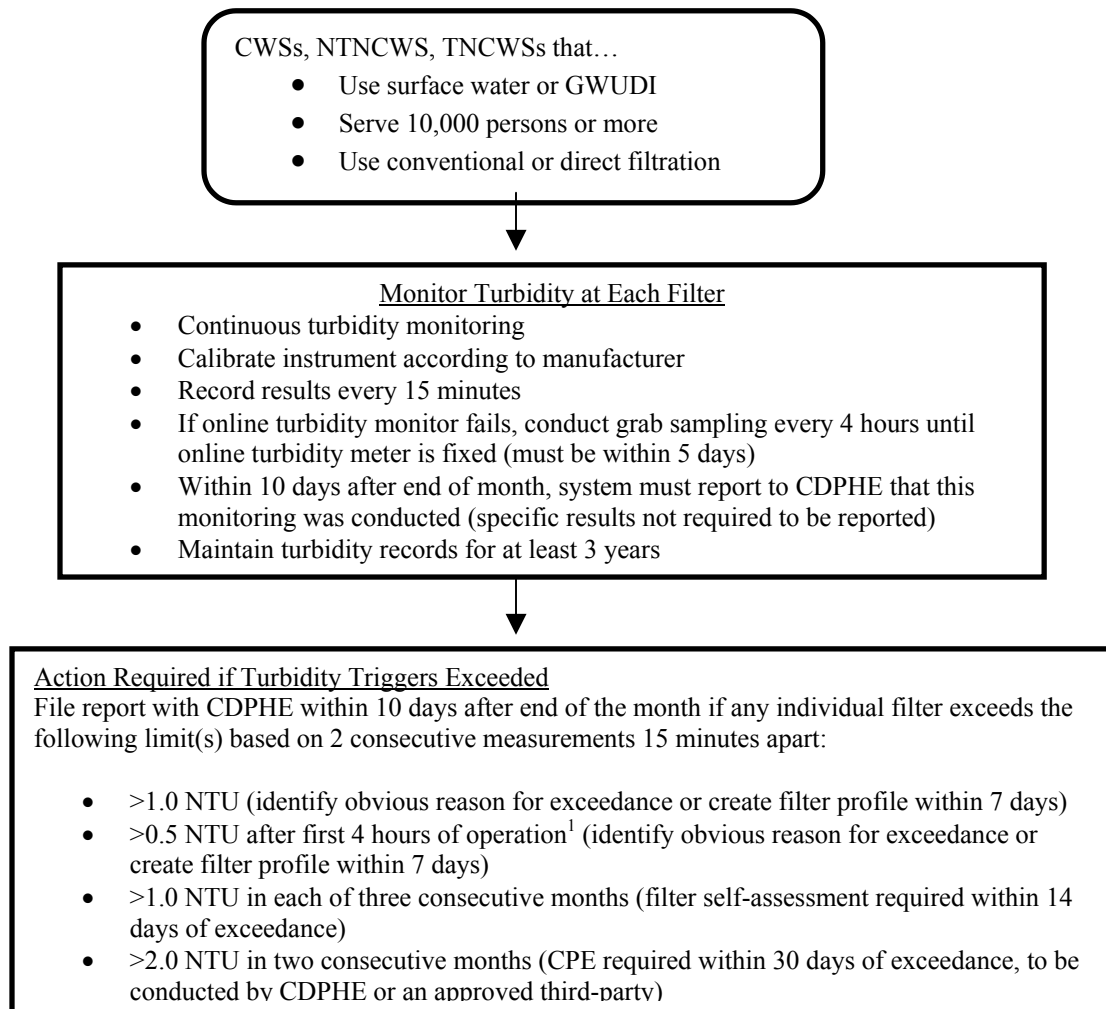 CWSs, NTNCWS, TNCWSs that…
• Use surface water or GWUDI
• Serve 10,000 persons or more
• Use conventional or direct filtration
Monitor Turbidity at Each Filter
• Continuous turbidity monitoring
• Calibrate instrument according to manufacturer
• Record results every 15 minutes
• If online turbidity monitor fails, conduct grab sampling every 4 hours until
online turbidity meter is fixed (must be within 5 days)
• Within 10 days after end of month, system must report to CDPHE that this
monitoring was conducted (specific results not required to be reported)
• Maintain turbidity records for at least 3 years
Action Required if Turbidity Triggers Exceeded
File report with CDPHE within 10 days after end of the month if any individual filter exceeds the
following limit(s) based on 2 consecutive measurements 15 minutes apart:
• >1.0 NTU (identify obvious reason for exceedance or create filter profile within 7 days)
• >0.5 NTU after first 4 hours of operation¹ (identify obvious reason for exceedance or
create filter profile within 7 days)
• >1.0 NTU in each of three consecutive months (filter self-assessment required within 14
days of exceedance)
• >2.0 NTU in two consecutive months (CPE required within 30 days of exceedance, to be
conducted by CDPHE or an approved third-party)